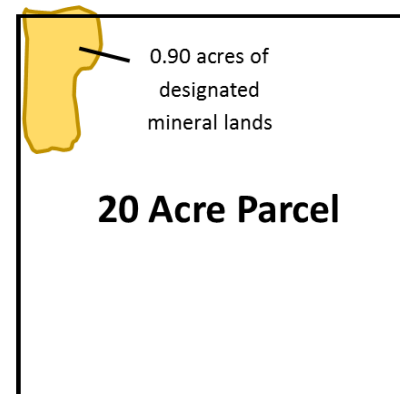 0.90 acres of
designated
mineral lands
20 Acre Parcel